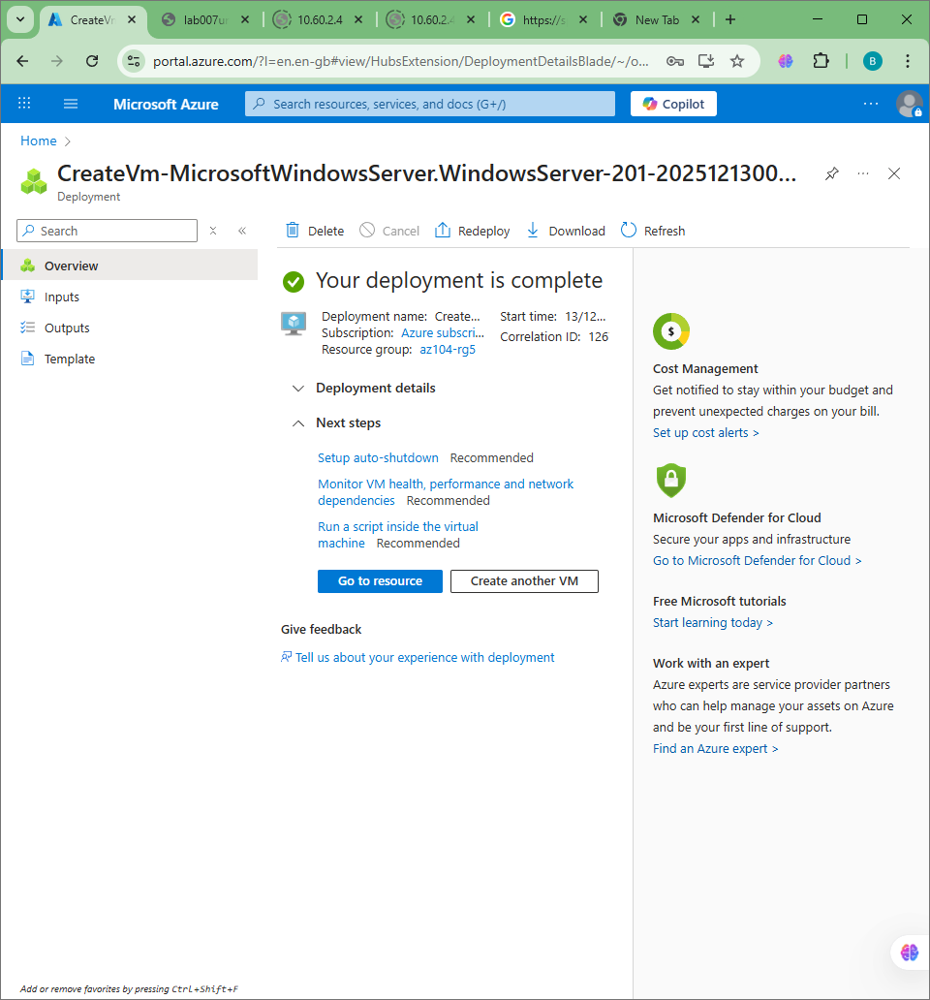 CreateVm
lab007u
10.60.2.4
10.60.2.4
https://s
New Tab
portal.azure.com/?l=en.en-gb#view/HubsExtension/DeploymentDetailsBlade/~/o...
B
Microsoft Azure
Search resources, services, and docs (G+/)
Copilot
Home
CreateVm-MicrosoftWindowsServer.WindowsServer-201-2025121300...
Deployment
Search
Delete
Cancel
Redeploy
Download
Refresh
Overview
Inputs
Outputs
Template
Your deployment is complete
Deployment name: Create...
Subscription: Azure subscri...
Resource group: az104-rg5
Start time: 13/12...
Correlation ID: 126
Deployment details
Next steps
Setup auto-shutdown Recommended
Monitor VM health, performance and network
dependencies Recommended
Run a script inside the virtual
machine Recommended
Go to resource
Create another VM
Give feedback
Tell us about your experience with deployment
$
Cost Management
Get notified to stay within your budget and
prevent unexpected charges on your bill.
Set up cost alerts >
Microsoft Defender for Cloud
Secure your apps and infrastructure
Go to Microsoft Defender for Cloud >
Free Microsoft tutorials
Start learning today >
Work with an expert
Azure experts are service provider partners
who can help manage your assets on Azure
and be your first line of support.
Find an Azure expert >
Add or remove favorites by pressing Ctrl+Shift+F